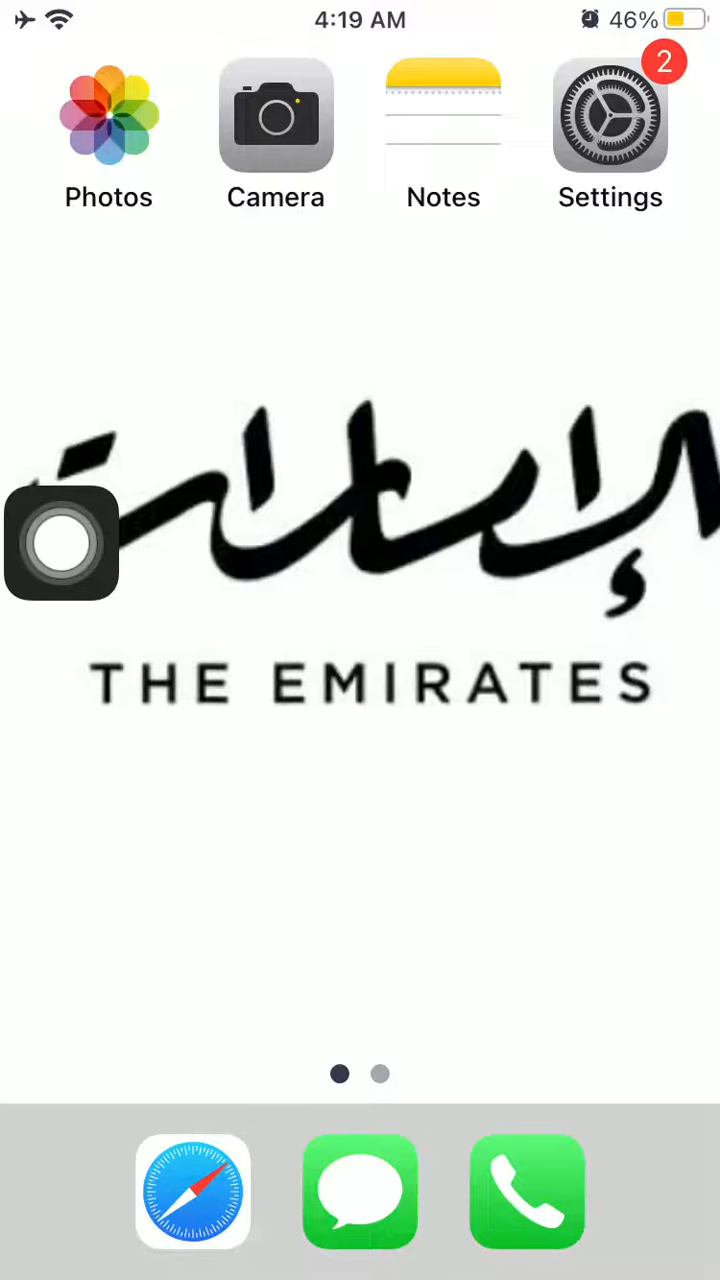 4:19 AM
46%
2
Photos
Camera
Notes
Settings
الإمارات
THE EMIRATES